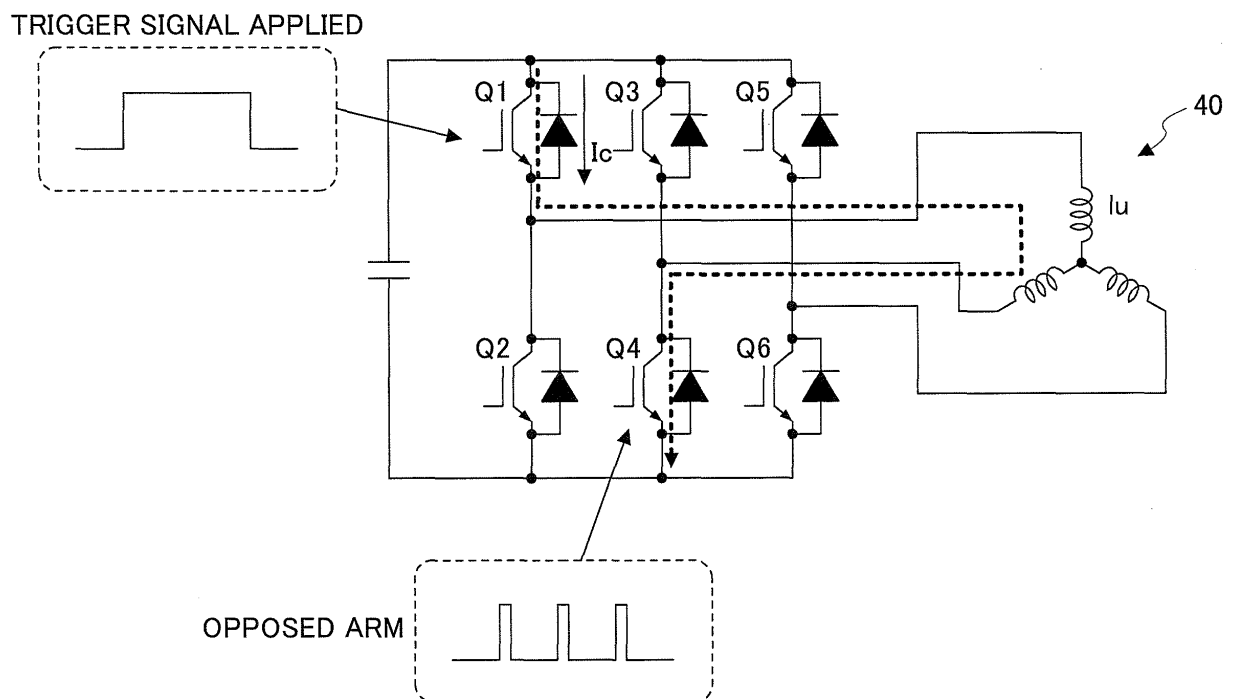 TRIGGER SIGNAL APPLIED
Q1
Q3
Q5
40
Ic
Iu
Q2
Q4
Q6
OPPOSED ARM